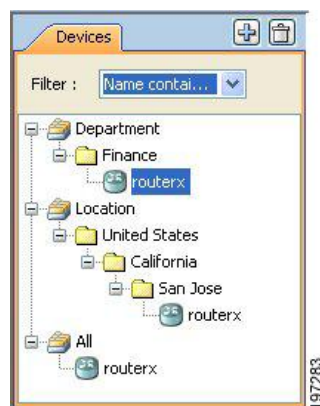 Devices
Filter : Name contai...
Department
Finance
routerx
Location
United States
California
San Jose
routerx
All
routerx
197283